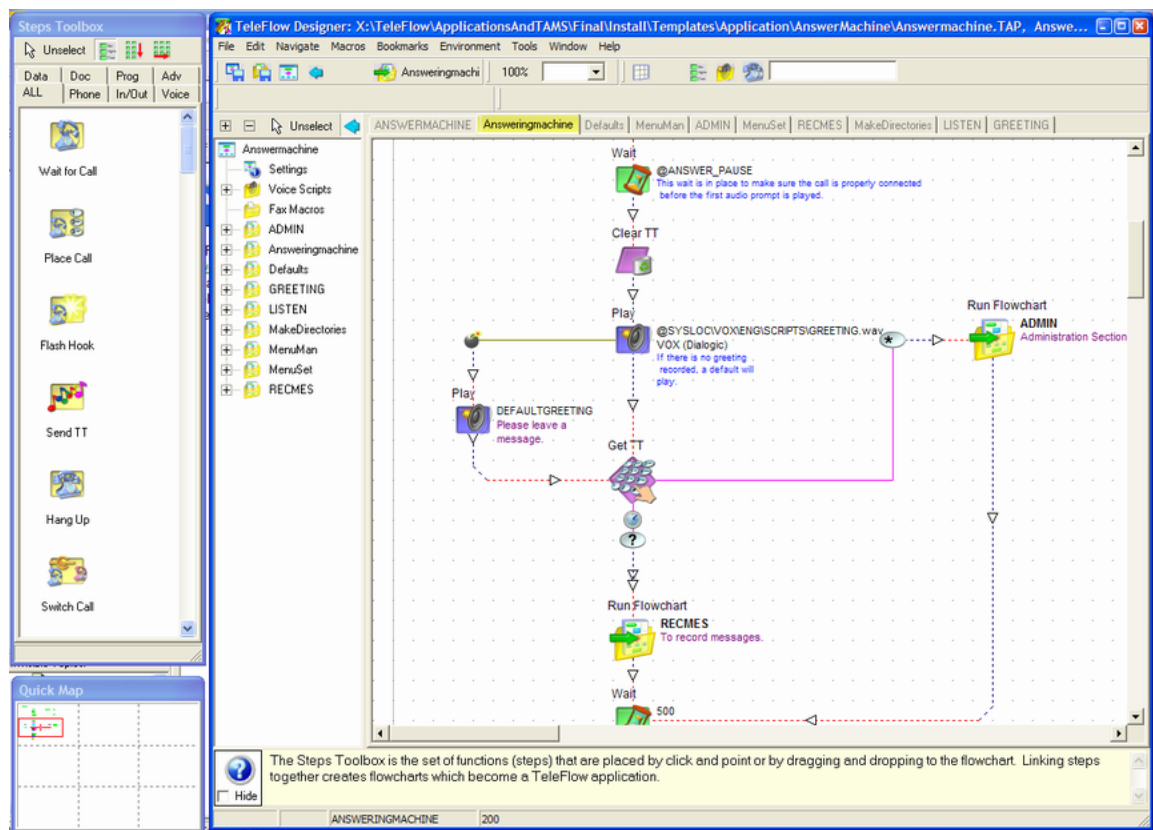 Steps Toolbox
Unselect
Data Doc Prog Adv
ALL Phone In/Out Voice
Wait for Call
Place Call
Flash Hook
Send TT
Hang Up
Switch Call
Quick Map
TeleFlow Designer: X:\TeleFlow\ApplicationsAndTAMS\Final\Install\Templates\Application\AnswerMachine\Answermachine.TAP, Answe...
File Edit Navigate Macros Bookmarks Environment Tools Window Help
Answeringmachi 100%
Unselect
ANSWERMACHINE Answeringmachine Defaults MenuMan ADMIN MenuSet RECMES MakeDirectories LISTEN GREETING
Answermachine
Settings
Voice Scripts
Fax Macros
ADMIN
Answeringmachine
Defaults
GREETING
LISTEN
MakeDirectories
MenuMan
MenuSet
RECMES
Wait
@ANSWER_PAUSE
This wait is in place to make sure the call is properly connected
before the first audio prompt is played.
Clear TT
Play
@SYSLOC\VOX\ENG\SCRIPTS\GREETING.wav
VOX (Dialogic)
If there is no greeting
recorded, a default will
play.
*
Run Flowchart
ADMIN
Administration Section
Play
DEFAULTGREETING
Please leave a
message.
Get TT
?
Run Flowchart
RECMES
To record messages.
Wait
500
?
Hide
The Steps Toolbox is the set of functions (steps) that are placed by click and point or by dragging and dropping to the flowchart. Linking steps
together creates flowcharts which become a TeleFlow application.
ANSWERINGMACHINE 200